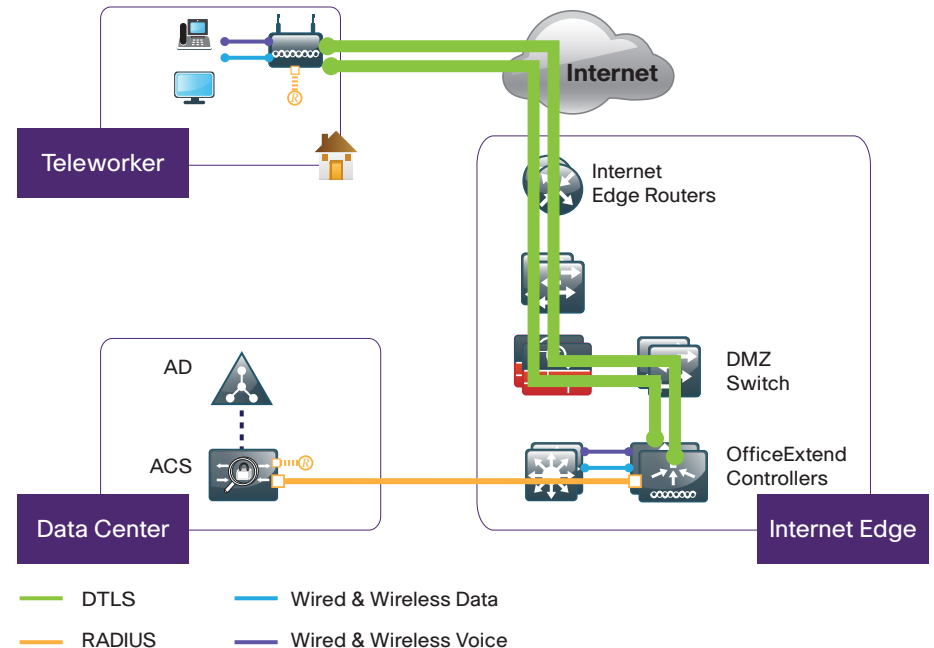 Internet
Teleworker
Internet
Edge Routers
R
DMZ
Switch
AD
ACS
R
OfficeExtend
Controllers
Data Center
Internet Edge
DTLS
Wired & Wireless Data
RADIUS
Wired & Wireless Voice